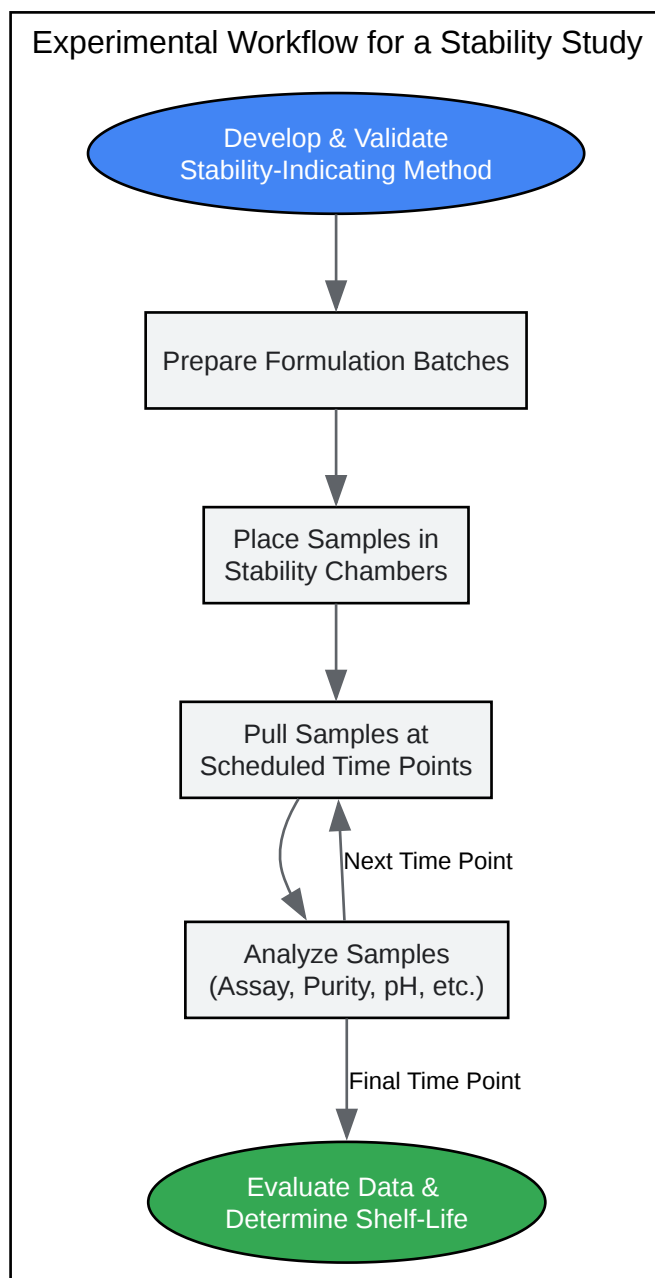 Experimental Workflow for a Stability Study
Develop & Validate
Stability-Indicating Method
Prepare Formulation Batches
Place Samples in
Stability Chambers
Pull Samples at
Scheduled Time Points
Next Time Point
Analyze Samples
(Assay, Purity, pH, etc.)
Final Time Point
Evaluate Data &
Determine Shelf-Life